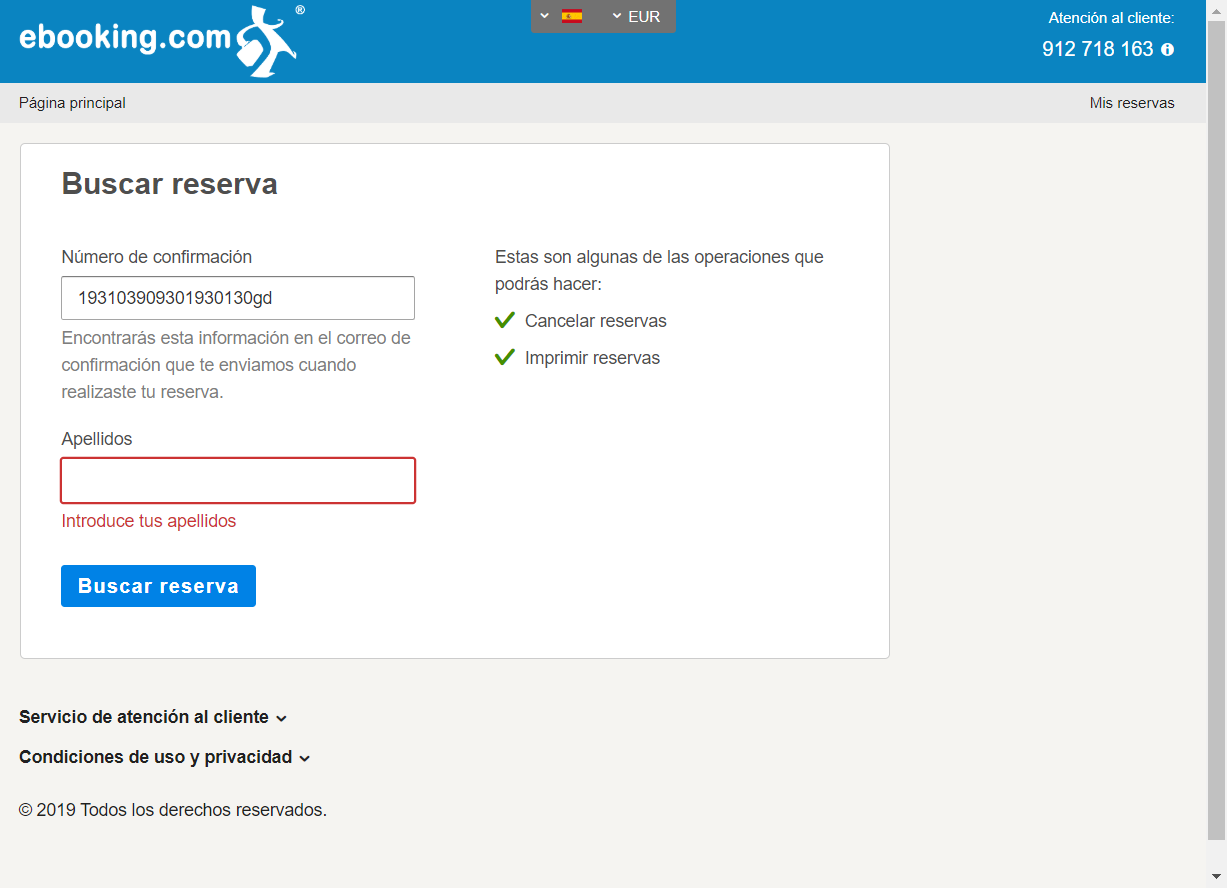 ebooking.com ®
EUR
Atención al cliente:
912 718 163
Página principal
Mis reservas
Buscar reserva
Número de confirmación
193103909301930130gd
Encontrarás esta información en el correo de
confirmación que te enviamos cuando
realizaste tu reserva.
Apellidos
Introduce tus apellidos
Buscar reserva
Estas son algunas de las operaciones que
podrás hacer:
Cancelar reservas
Imprimir reservas
Servicio de atención al cliente
Condiciones de uso y privacidad
© 2019 Todos los derechos reservados.